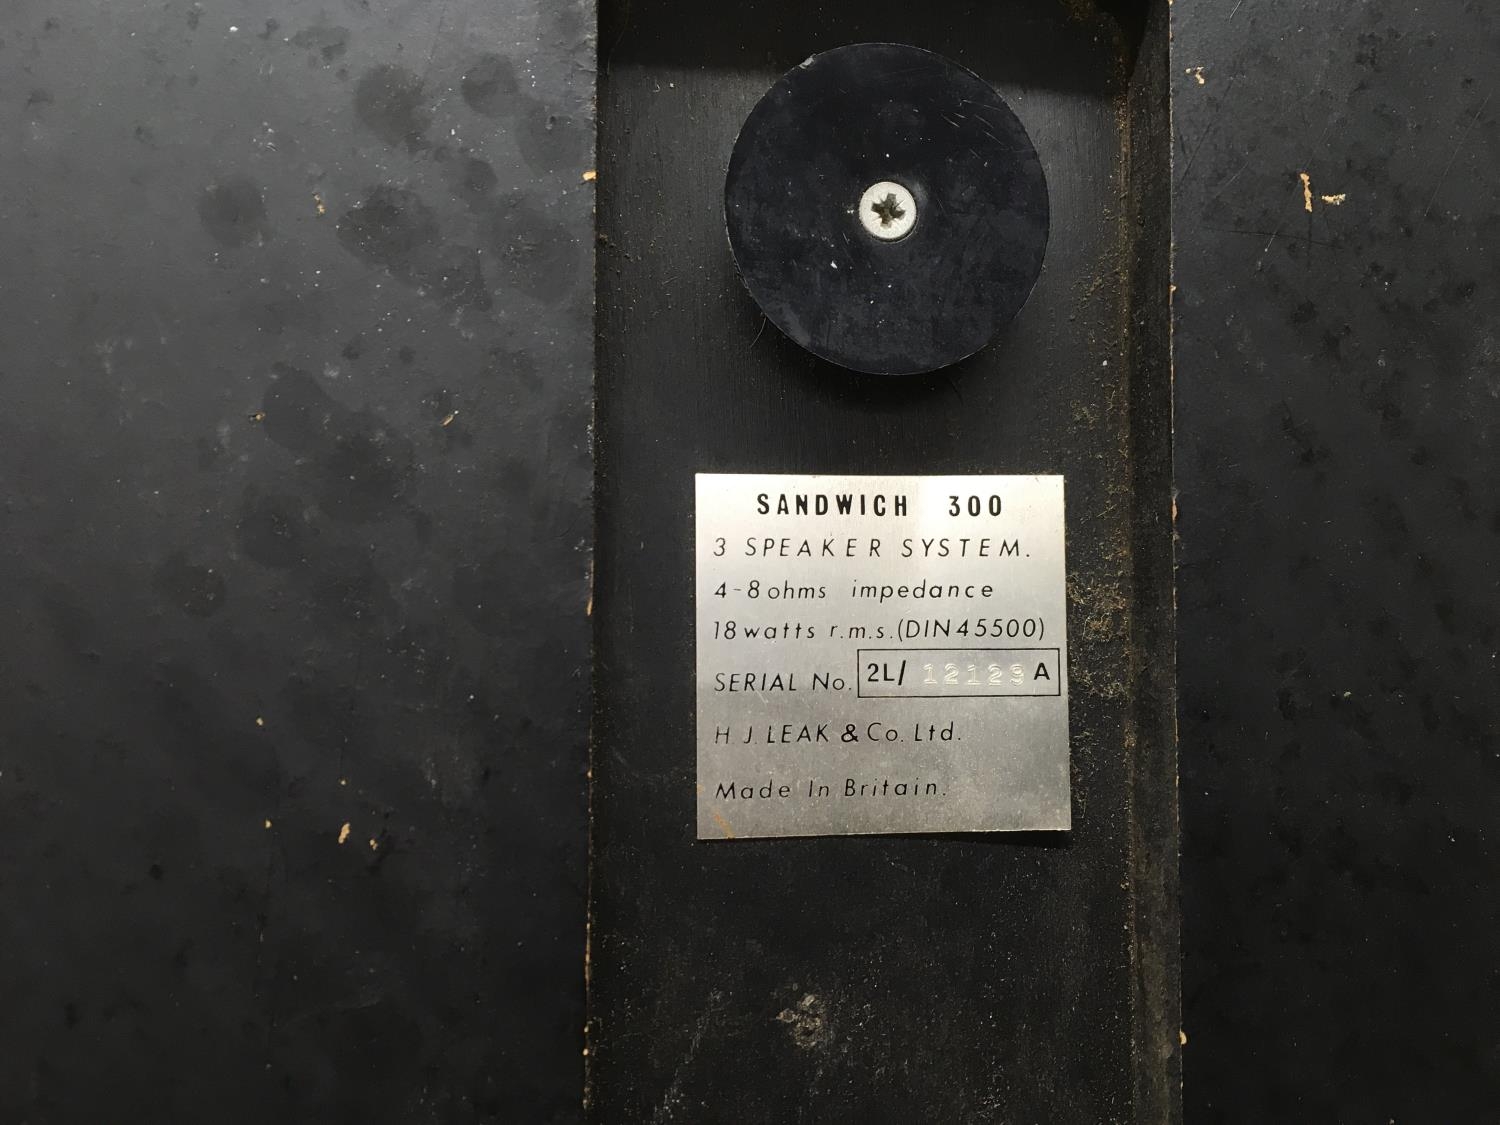 SANDWICH 300
3 SPEAKER SYSTEM.
4-8 ohms impedance
18 watts r.m.s. (DIN 45500)
SERIAL No. 2L/ 12123 A
H. J. LEAK & Co. Ltd.
Made In Britain.